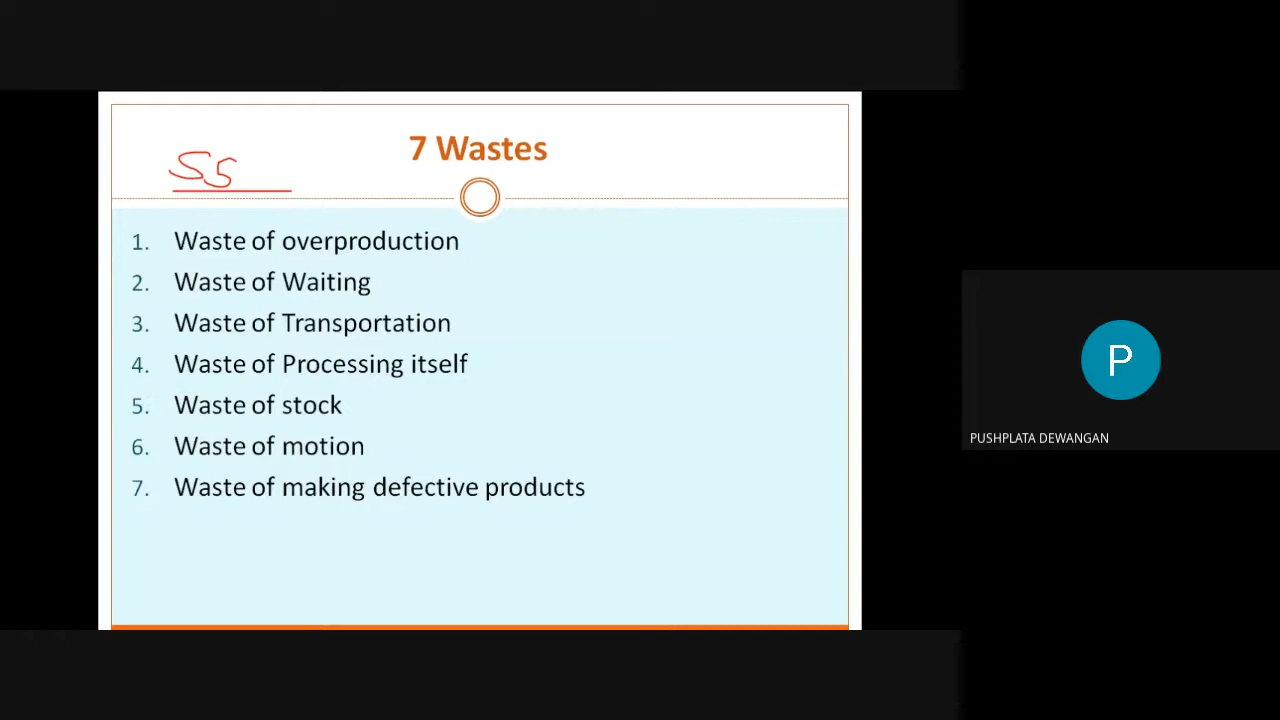 7 Wastes
S5
1. Waste of overproduction
2. Waste of Waiting
3. Waste of Transportation
4. Waste of Processing itself
5. Waste of stock
6. Waste of motion
7. Waste of making defective products
P
PUSHPLATA DEWANGAN